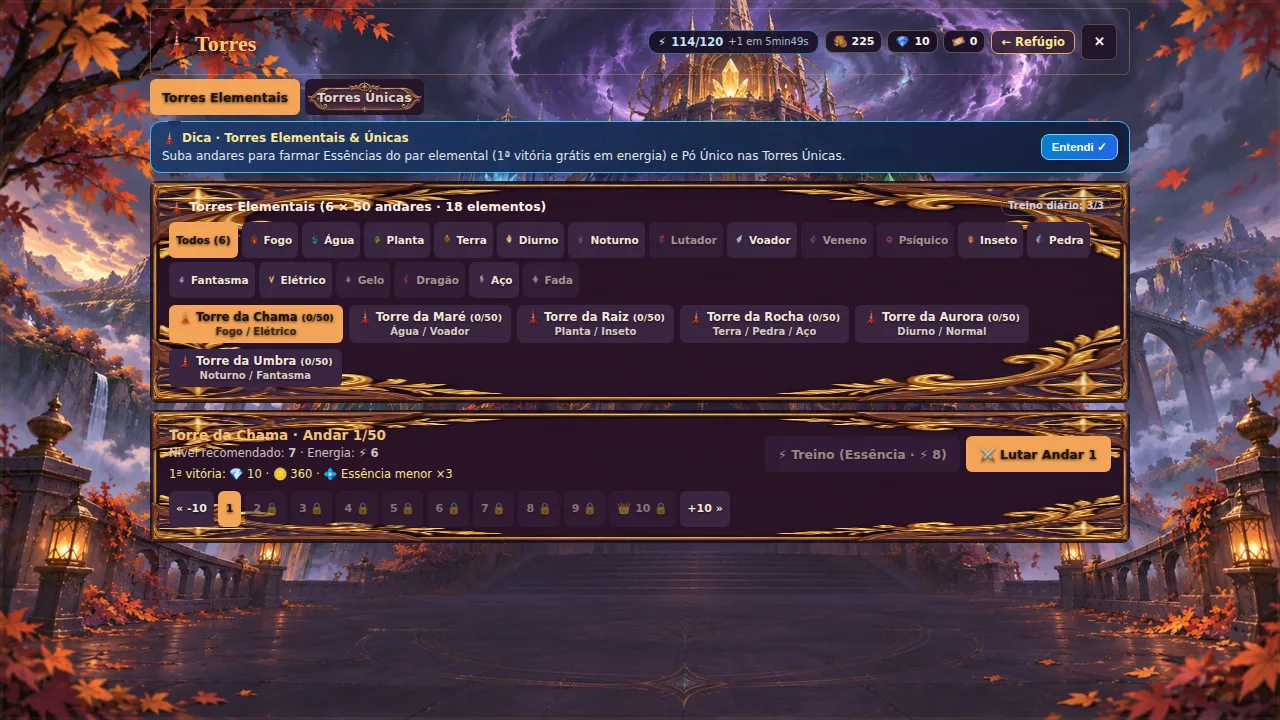 Torres
⚡ 114/120 +1 em 5min49s 225 10 0 ← Refúgio ✕
Torres Elementais Torres Únicas
Dica · Torres Elementais & Únicas
Suba andares para farmar Essências do par elemental (1ª vitória grátis em energia) e Pó Único nas Torres Únicas.
Entendi ✓
Torres Elementais (6 × 50 andares · 18 elementos) Treino diário: 3/3
Todos (6) Fogo Água Planta Terra Diurno Noturno Lutador Voador Veneno Psíquico Inseto Pedra
Fantasma Elétrico Gelo Dragão Aço Fada
Torre da Chama (0/50) Torre da Maré (0/50) Torre da Raiz (0/50) Torre da Rocha (0/50) Torre da Aurora (0/50)
Fogo / Elétrico Água / Voador Planta / Inseto Terra / Pedra / Aço Diurno / Normal
Torre da Umbra (0/50)
Noturno / Fantasma
Torre da Chama · Andar 1/50
Nível recomendado: 7 · Energia: ⚡ 6
1ª vitória: 💎 10 · 🪙 360 · 💠 Essência menor ×3
⚡ Treino (Essência · ⚡ 8) ⚔️ Lutar Andar 1
« -10 1 2 🔒 3 🔒 4 🔒 5 🔒 6 🔒 7 🔒 8 🔒 9 🔒 👑 10 🔒 +10 »